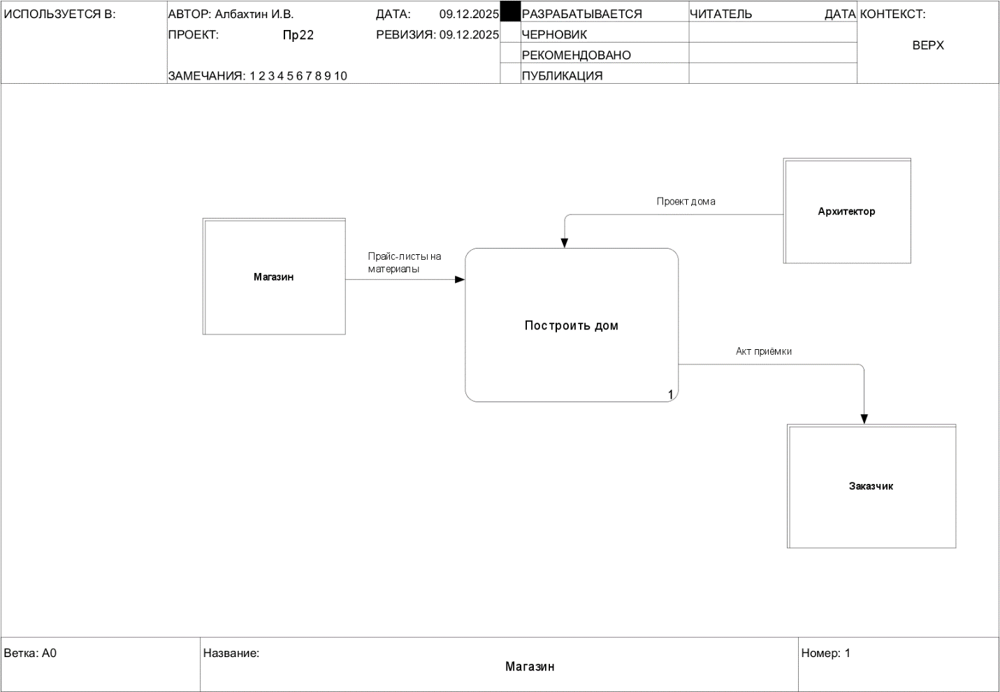 ИСПОЛЬЗУЕТСЯ В:
АВТОР: Албахтин И.В.
ДАТА: 09.12.2025
РАЗРАБАТЫВАЕТСЯ
ЧИТАТЕЛЬ
ДАТА
КОНТЕКСТ:
ПРОЕКТ: Пр22
РЕВИЗИЯ: 09.12.2025
ЧЕРНОВИК
ВЕРХ
РЕКОМЕНДОВАНО
ЗАМЕЧАНИЯ: 1 2 3 4 5 6 7 8 9 10
ПУБЛИКАЦИЯ
Проект дома
Архитектор
Прайс-листы на
материалы
Магазин
Построить дом
1
Акт приёмки
Заказчик
Ветка: A0
Название:
Магазин
Номер: 1